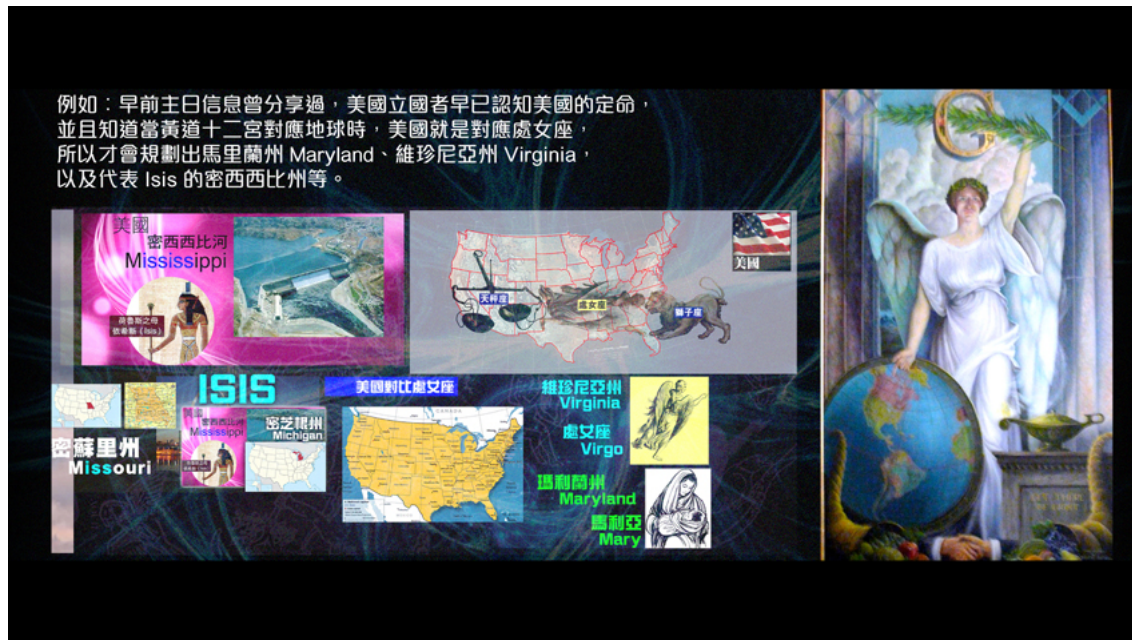 例如：早前主日信息曾分享過，美國立國者早已認知美國的定命，
並且知道當黃道十二宮對應地球時，美國就是對應處女座，
所以才會規劃出馬里蘭州 Maryland、維珍尼亞州 Virginia，
以及代表 Isis 的密西西比州等。
美國
密西西比河
Mississippi
荷魯斯之母
依希斯（Isis）
天秤座
處女座
獅子座
美國
G
ISIS
美國對比處女座
密蘇里州
Missouri
美國
密西西比河
Mississippi
密芝根州
Michigan
維珍尼亞州
Virginia
處女座
Virgo
瑪利蘭州
Maryland
馬利亞
Mary